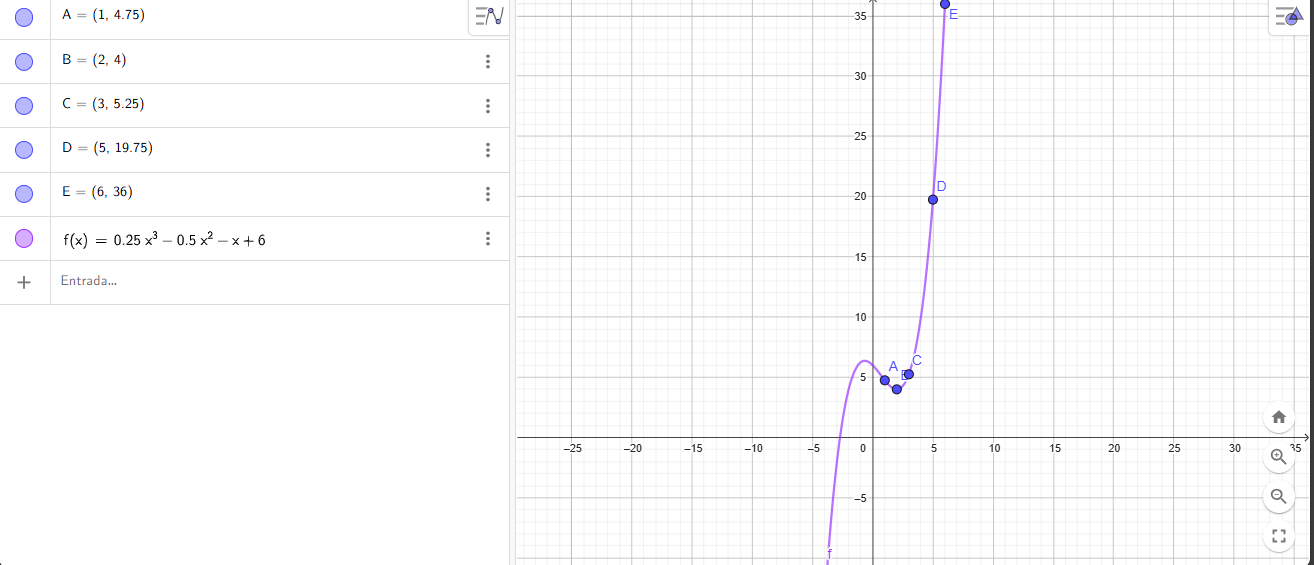 A = (1, 4.75)
B = (2, 4)
C = (3, 5.25)
D = (5, 19.75)
E = (6, 36)
f(x) = 0.25 x³ − 0.5 x² − x + 6
+ Entrada...
35
E
30
25
D
20
15
10
A B C
5
−25 −20 −15 −10 −5 0 5 10 15 20 25 30 35
−5
f